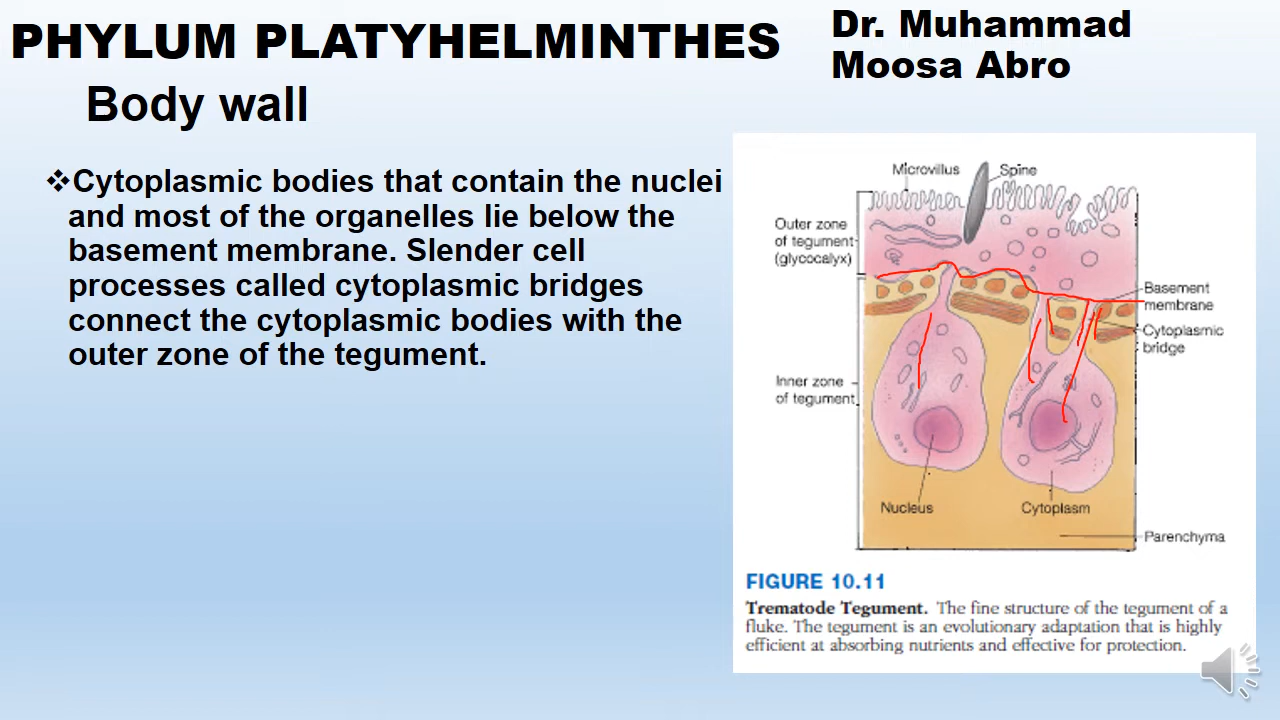 PHYLUM PLATYHELMINTHES
Dr. Muhammad
Moosa Abro
Body wall
❖Cytoplasmic bodies that contain the nuclei
and most of the organelles lie below the
basement membrane. Slender cell
processes called cytoplasmic bridges
connect the cytoplasmic bodies with the
outer zone of the tegument.
Microvillus
Spine
Outer zone
of tegument
(glycocalyx)
Basement
membrane
Cytoplasmic
bridge
Inner zone
of tegument
Nucleus
Cytoplasm
Parenchyma
FIGURE 10.11
Trematode Tegument. The fine structure of the tegument of a
fluke. The tegument is an evolutionary adaptation that is highly
efficient at absorbing nutrients and effective for protection.